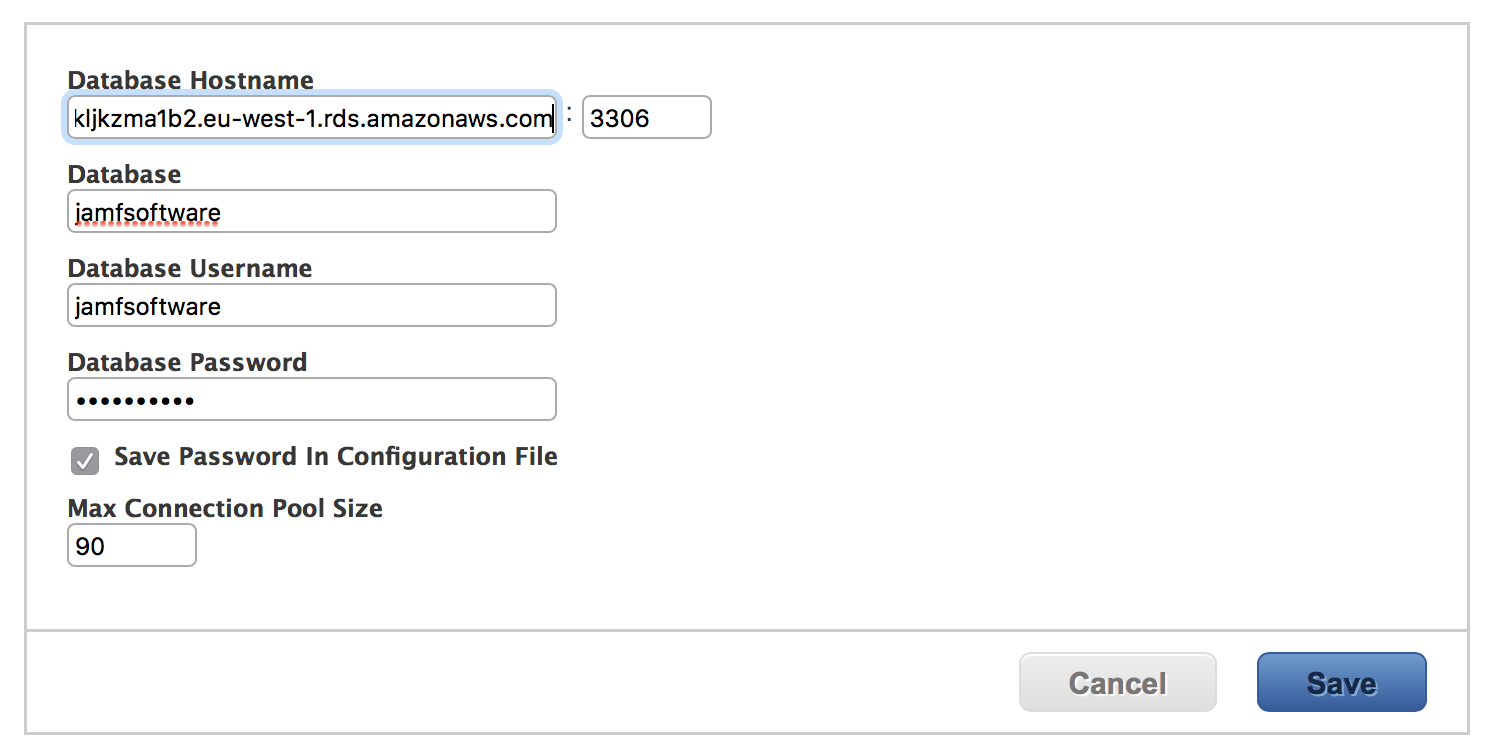 Database Hostname
kljkzma1b2.eu-west-1.rds.amazonaws.com : 3306
Database
jamfsoftware
Database Username
jamfsoftware
Database Password
••••••••••
Save Password In Configuration File
Max Connection Pool Size
90
Cancel Save